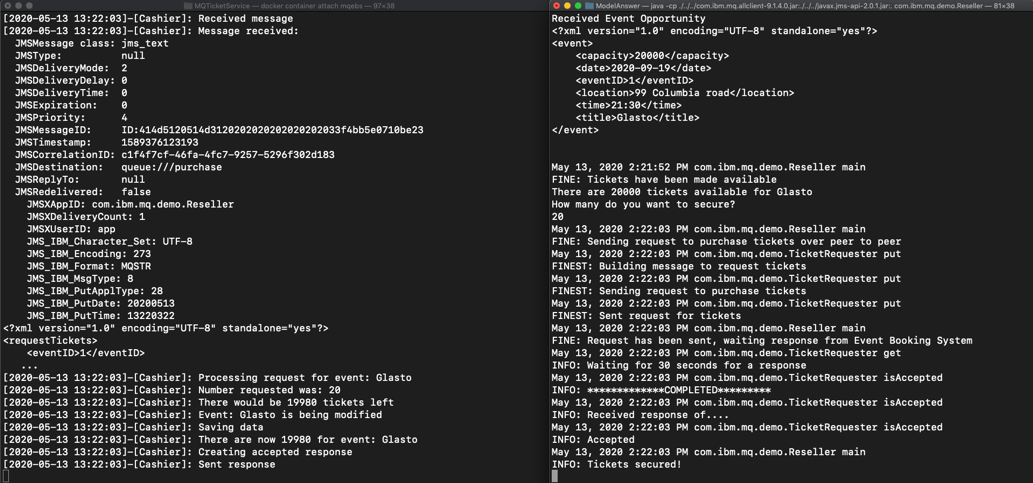 MQTicketService — docker container attach mqebs — 97×38
[2020-05-13 13:22:03]-[Cashier]: Received message
[2020-05-13 13:22:03]-[Cashier]: Message received:
  JMSMessage class: jms_text
  JMSType:          null
  JMSDeliveryMode:  2
  JMSDeliveryDelay: 0
  JMSDeliveryTime:  0
  JMSExpiration:    0
  JMSPriority:      4
  JMSMessageID:     ID:414d5120514d3120202020202020202033f4bb5e0710be23
  JMSTimestamp:     1589376123193
  JMSCorrelationID: c1f4f7cf-46fa-4fc7-9257-5296f302d183
  JMSDestination:   queue:///purchase
  JMSReplyTo:       null
  JMSRedelivered:   false
    JMSXAppID: com.ibm.mq.demo.Reseller
    JMSXDeliveryCount: 1
    JMSXUserID: app
    JMS_IBM_Character_Set: UTF-8
    JMS_IBM_Encoding: 273
    JMS_IBM_Format: MQSTR
    JMS_IBM_MsgType: 8
    JMS_IBM_PutApplType: 28
    JMS_IBM_PutDate: 20200513
    JMS_IBM_PutTime: 13220322
<?xml version="1.0" encoding="UTF-8" standalone="yes"?>
<requestTickets>
    <eventID>1</eventID>
   ...
[2020-05-13 13:22:03]-[Cashier]: Processing request for event: Glasto
[2020-05-13 13:22:03]-[Cashier]: Number requested was: 20
[2020-05-13 13:22:03]-[Cashier]: There would be 19980 tickets left
[2020-05-13 13:22:03]-[Cashier]: Event: Glasto is being modified
[2020-05-13 13:22:03]-[Cashier]: Saving data
[2020-05-13 13:22:03]-[Cashier]: There are now 19980 for event: Glasto
[2020-05-13 13:22:03]-[Cashier]: Creating accepted response
[2020-05-13 13:22:03]-[Cashier]: Sent response
ModelAnswer — java -cp ./../../com.ibm.mq.allclient-9.1.4.0.jar:./../../javax.jms-api-2.0.1.jar:. com.ibm.mq.demo.Reseller — 81×38
Received Event Opportunity
<?xml version="1.0" encoding="UTF-8" standalone="yes"?>
<event>
    <capacity>20000</capacity>
    <date>2020-09-19</date>
    <eventID>1</eventID>
    <location>99 Columbia road</location>
    <time>21:30</time>
    <title>Glasto</title>
</event>
May 13, 2020 2:21:52 PM com.ibm.mq.demo.Reseller main
FINE: Tickets have been made available
There are 20000 tickets available for Glasto
How many do you want to secure?
20
May 13, 2020 2:22:03 PM com.ibm.mq.demo.Reseller main
FINE: Sending request to purchase tickets over peer to peer
May 13, 2020 2:22:03 PM com.ibm.mq.demo.TicketRequester put
FINEST: Building message to request tickets
May 13, 2020 2:22:03 PM com.ibm.mq.demo.TicketRequester put
FINEST: Sending request to purchase tickets
May 13, 2020 2:22:03 PM com.ibm.mq.demo.TicketRequester put
FINEST: Sent request for tickets
May 13, 2020 2:22:03 PM com.ibm.mq.demo.Reseller main
FINE: Request has been sent, waiting response from Event Booking System
May 13, 2020 2:22:03 PM com.ibm.mq.demo.TicketRequester get
INFO: Waiting for 30 seconds for a response
May 13, 2020 2:22:03 PM com.ibm.mq.demo.TicketRequester isAccepted
INFO: *************COMPLETED*********
May 13, 2020 2:22:03 PM com.ibm.mq.demo.TicketRequester isAccepted
INFO: Received response of....
May 13, 2020 2:22:03 PM com.ibm.mq.demo.TicketRequester isAccepted
INFO: Accepted
May 13, 2020 2:22:03 PM com.ibm.mq.demo.Reseller main
INFO: Tickets secured!